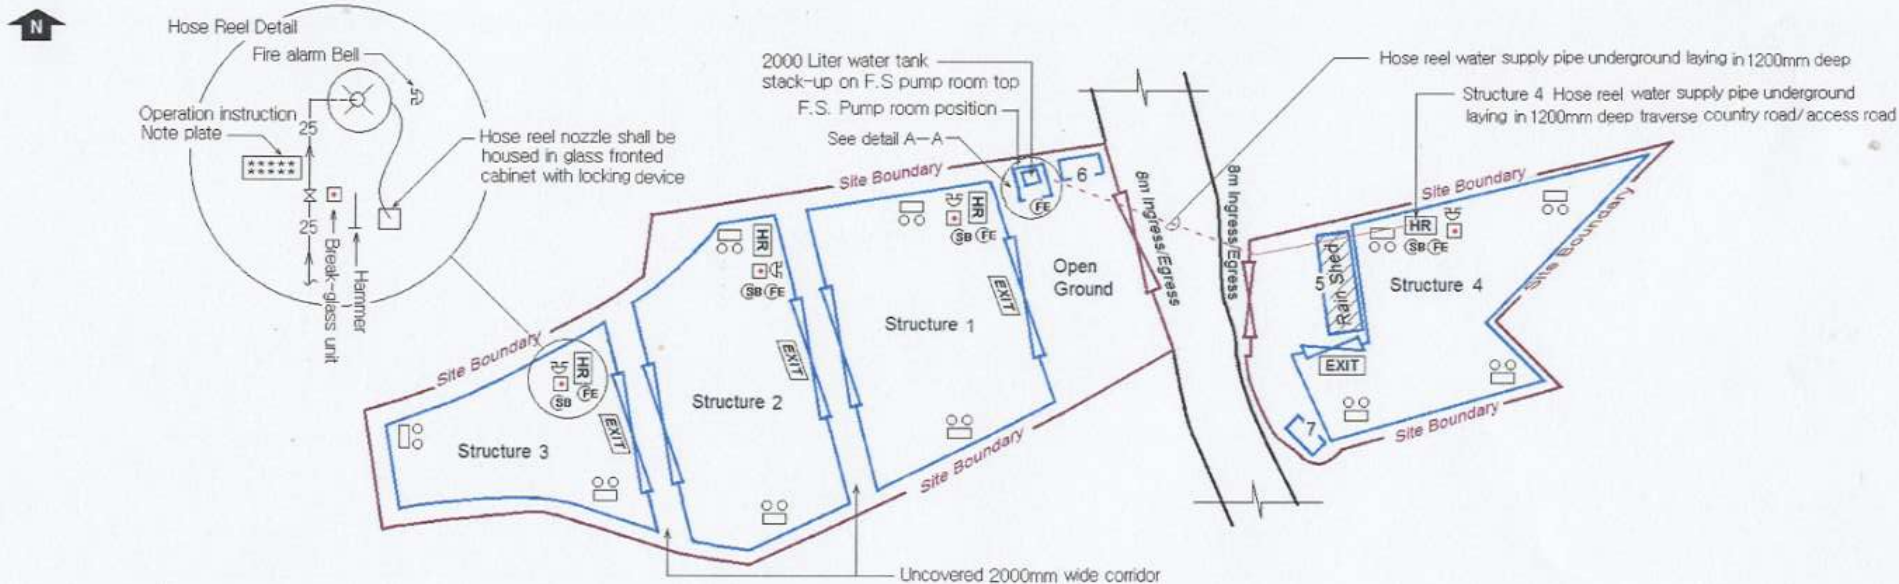 N
Hose Reel Detail
Fire alarm Bell
Operation instruction
Note plate
25
25
Hose reel nozzle shall be
housed in glass fronted
cabinet with locking device
Break-glass unit
Hammer
2000 Liter water tank
stack-up on F.S pump room top
F.S. Pump room position
See detail A-A
Hose reel water supply pipe underground laying in 1200mm deep
Structure 4 Hose reel water supply pipe underground
laying in 1200mm deep traverse country road/access road
Site Boundary
6
FE
8m Ingress/Egress
8m Ingress/Egress
Site Boundary
Site Boundary
HR
SB FE
5
Rain Shed
Structure 4
EXIT
7
Site Boundary
HR
SB FE
Open
Ground
EXIT
Structure 1
Site Boundary
HR
SB FE
EXIT
Structure 2
Site Boundary
HR
SB FE
EXIT
Structure 3
Uncovered 2000mm wide corridor